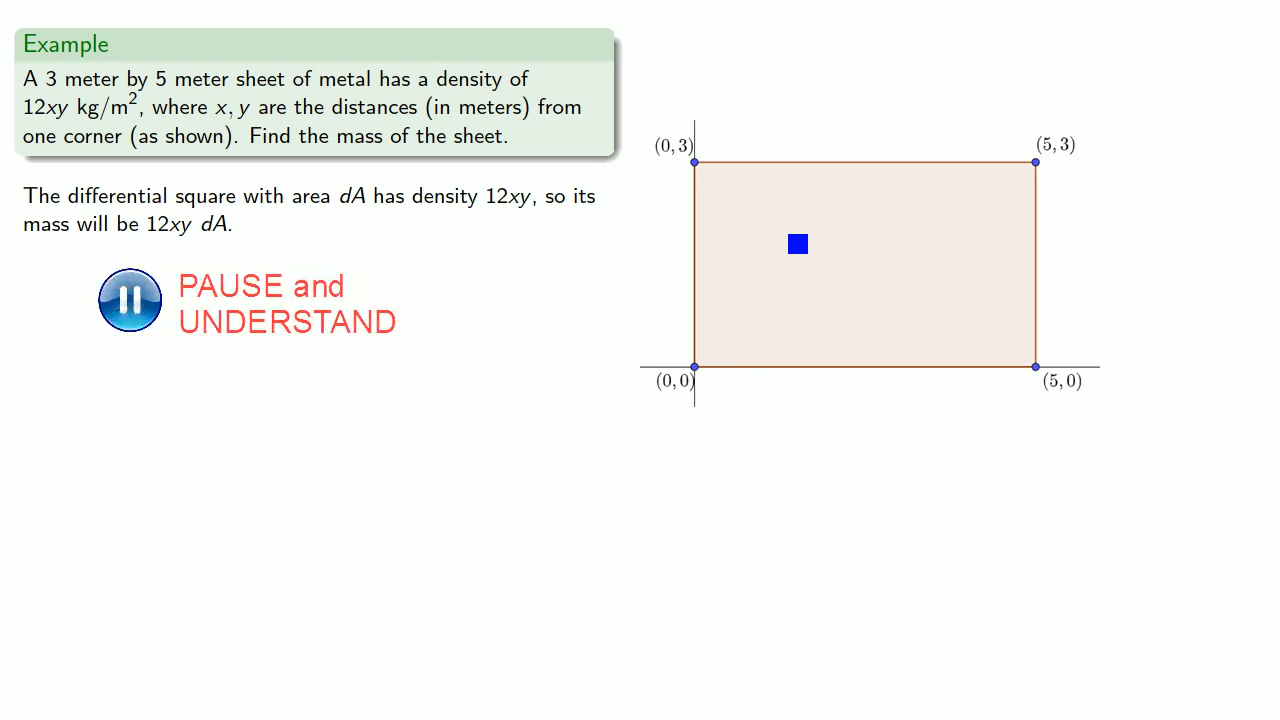 Example
A 3 meter by 5 meter sheet of metal has a density of
12xy kg/m², where x, y are the distances (in meters) from
one corner (as shown). Find the mass of the sheet.
The differential square with area dA has density 12xy, so its
mass will be 12xy dA.
PAUSE and
UNDERSTAND
(0, 3)
(5, 3)
(0, 0)
(5, 0)